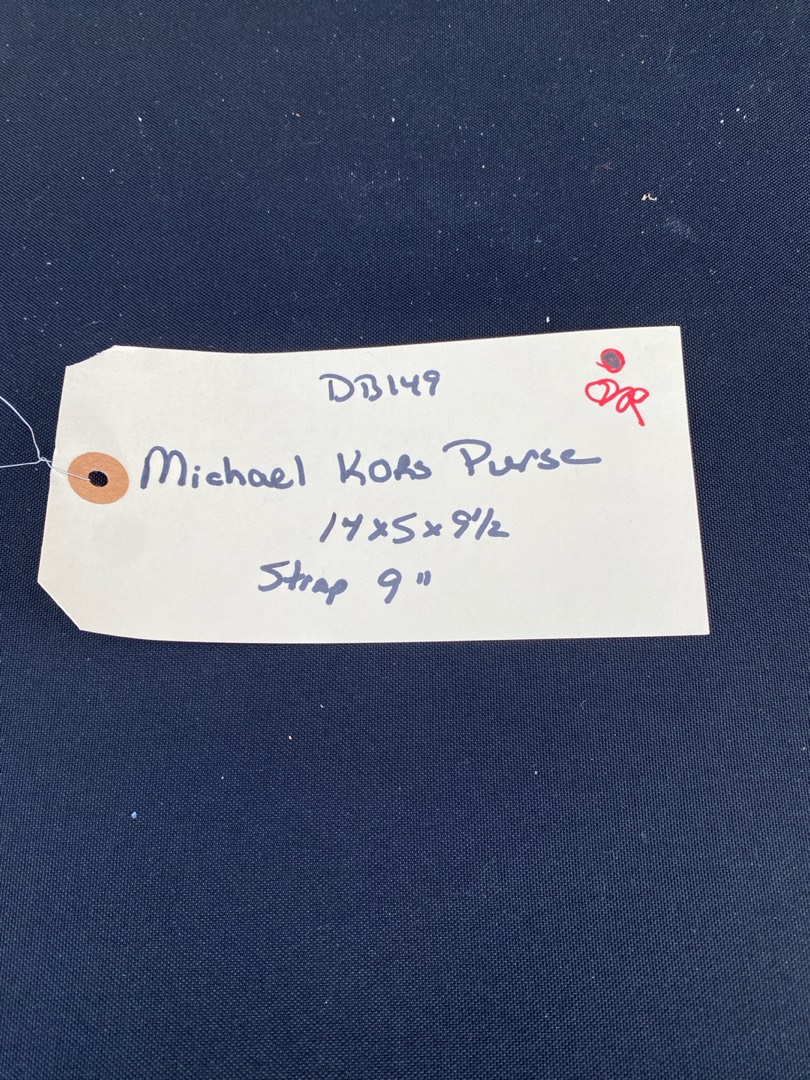 DB149
Michael Kors Purse
14x5x9½
Strap 9"